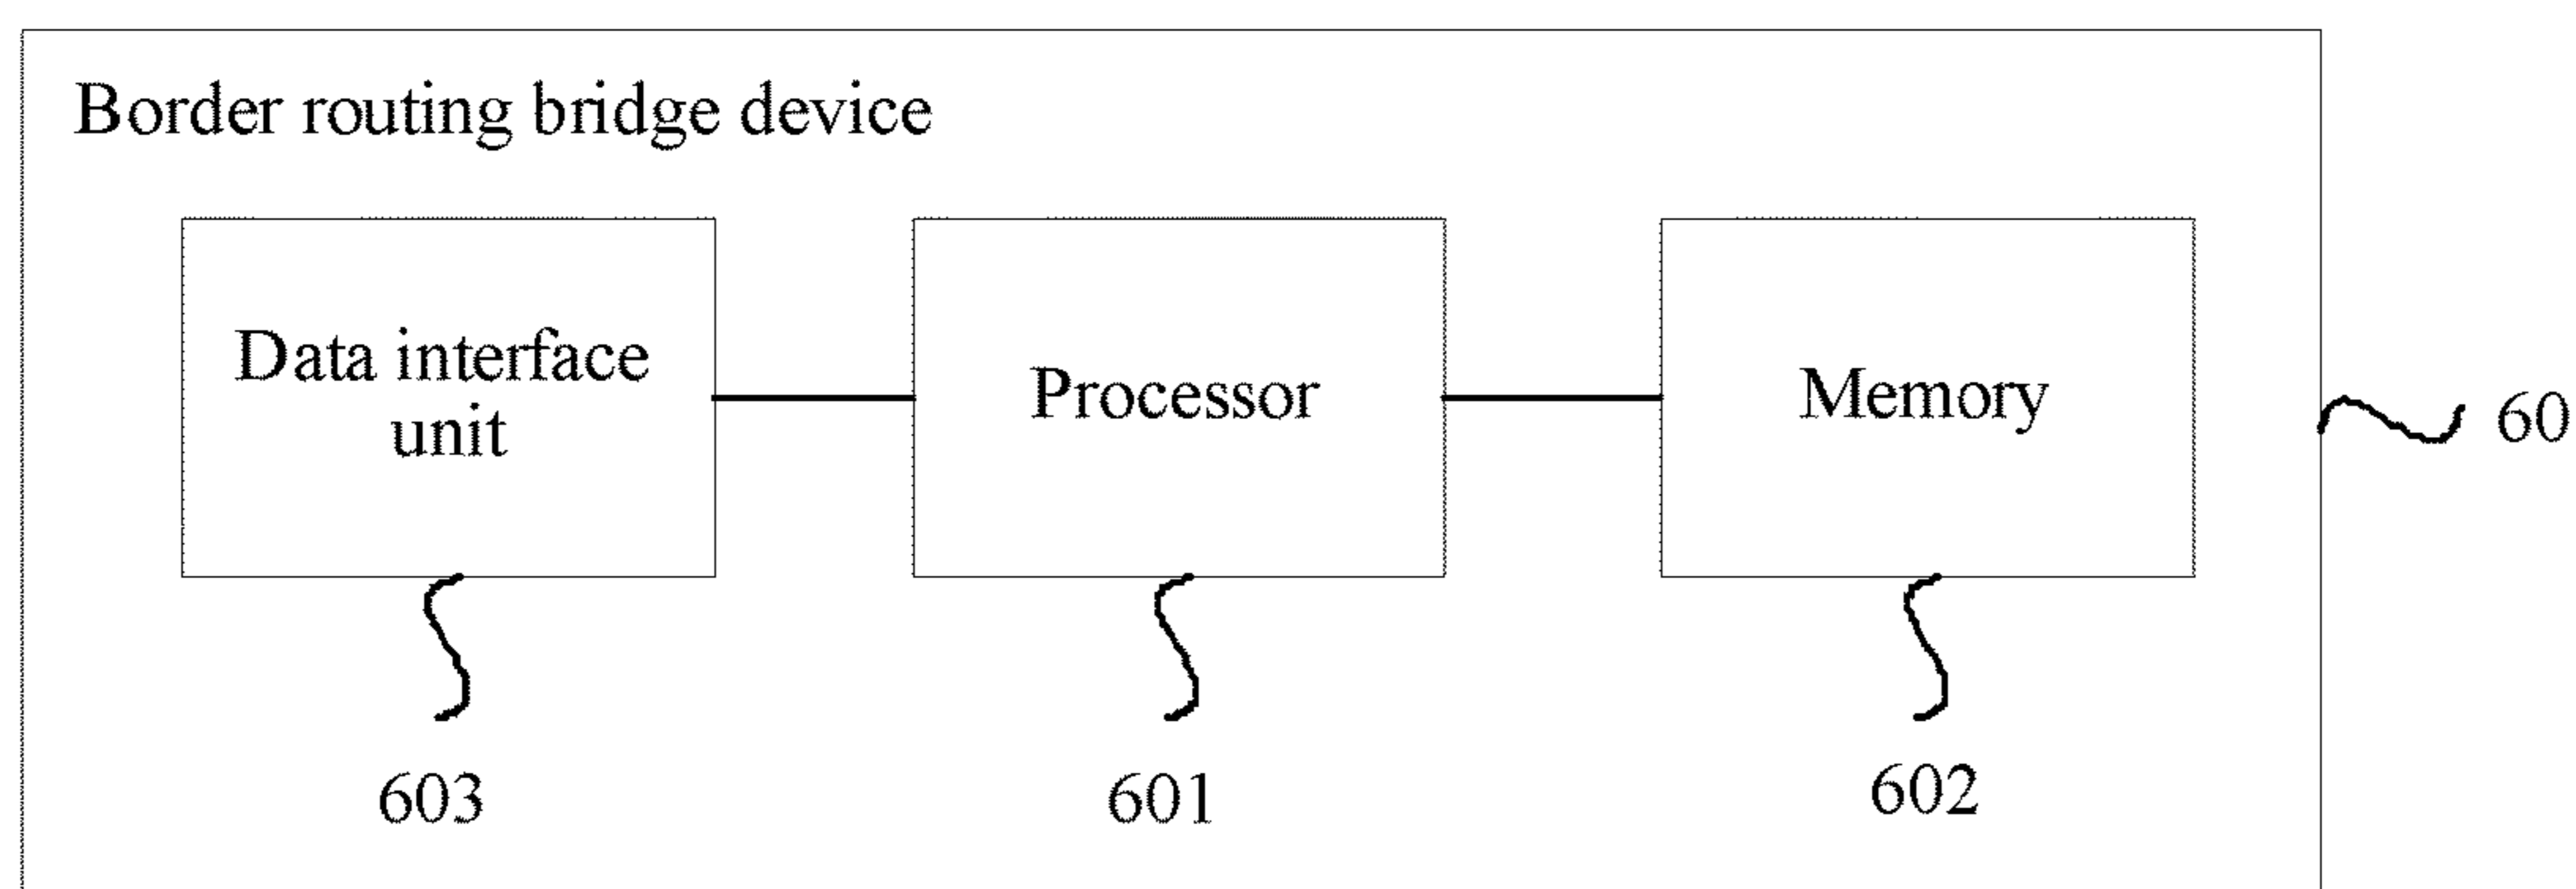 Border routing bridge device
Data interface
unit
Processor
Memory
60
603
601
602